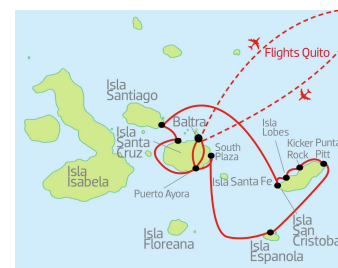 Flights Quito
Isla
Santiago
Baltra
Isla
Santa
Cruz
South
Plaza
Isla
Lobes
Kicker
Rock
Punta
Pitt
Isla
Isabela
Puerto Ayora
Isla Santa Fe
Isla
San
Cristoba
Isla
Floreana
Isla
Espanola